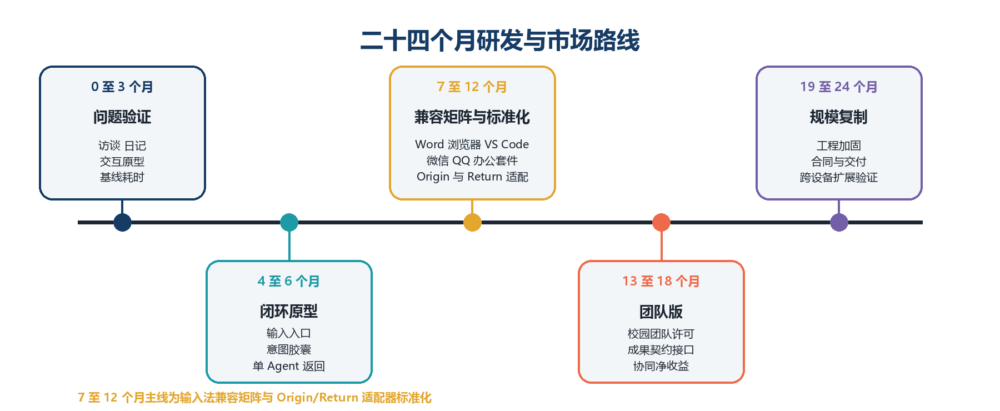 二十四个月研发与市场路线
0 至 3 个月
问题验证
访谈 日记
交互原型
基线耗时
4 至 6 个月
闭环原型
输入入口
意图胶囊
单 Agent 返回
7 至 12 个月
兼容矩阵与标准化
Word 浏览器 VS Code
微信 QQ 办公套件
Origin 与 Return 适配
13 至 18 个月
团队版
校园团队许可
成果契约接口
协同净收益
19 至 24 个月
规模复制
工程加固
合同与交付
跨设备扩展验证
7 至 12 个月主线为输入法兼容矩阵与 Origin/Return 适配器标准化